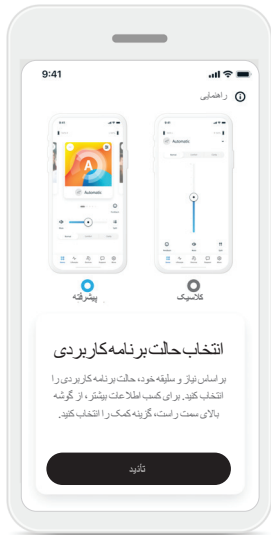 9:41
راهنمایی
Automatic
Automatic
پیشرفته
کلاسیک
انتخاب حالت برنامه کاربردی
بر اساس نیاز و سلیقه خود، حالت برنامه کاربردی را
انتخاب کنید. برای کسب اطلاعات بیشتر، از گوشه
بالای سمت راست، گزینه کمک را انتخاب کنید.
تائید